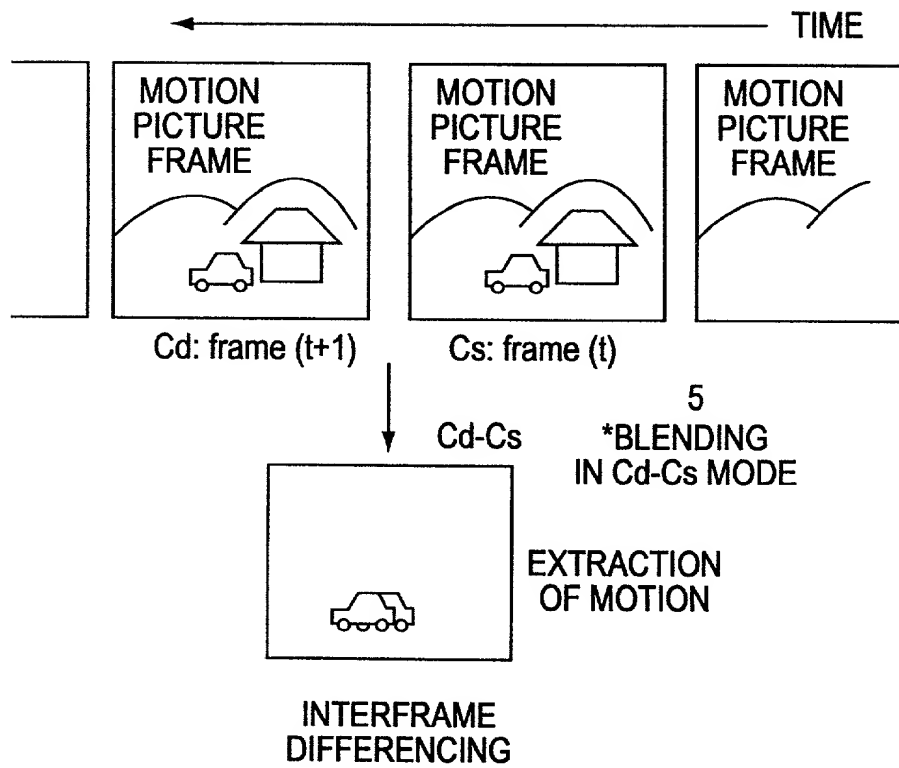 TIME
MOTION
PICTURE
FRAME
MOTION
PICTURE
FRAME
MOTION
PICTURE
FRAME
Cd: frame (t+1)
Cs: frame (t)
Cd-Cs
5
*BLENDING
IN Cd-Cs MODE
EXTRACTION
OF MOTION
INTERFRAME
DIFFERENCING